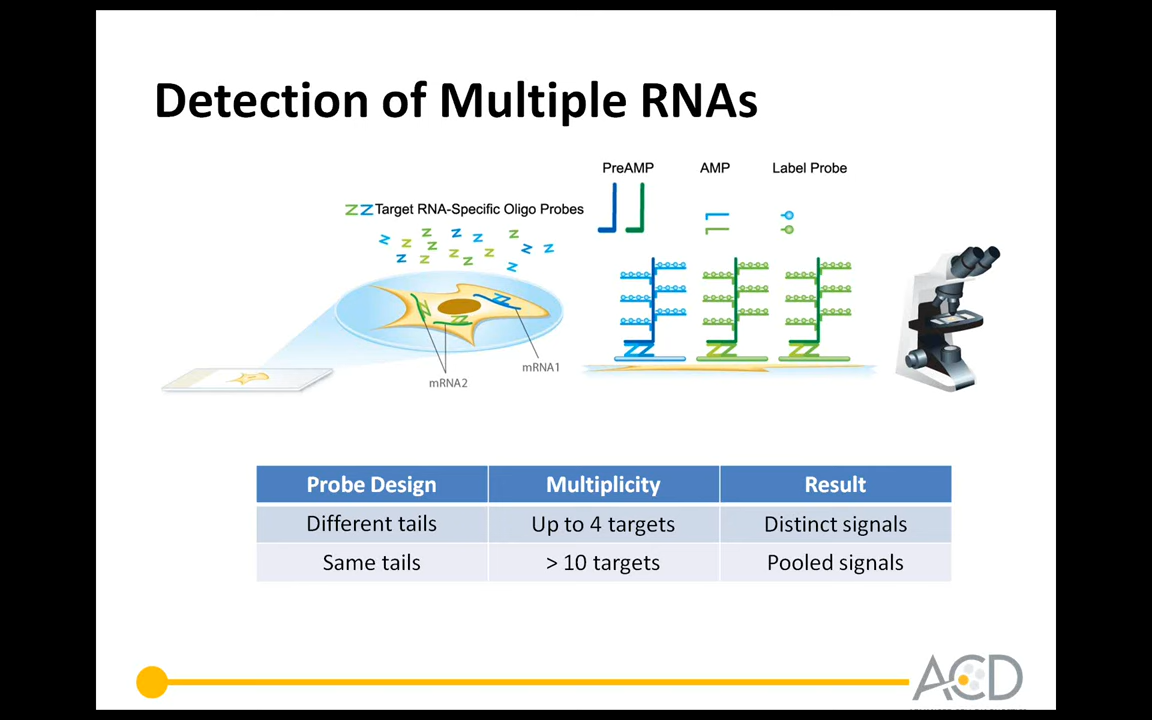 Detection of Multiple RNAs
PreAMP AMP Label Probe
ZZ Target RNA-Specific Oligo Probes
mRNA1
mRNA2
Probe Design Multiplicity Result
Different tails Up to 4 targets Distinct signals
Same tails > 10 targets Pooled signals
ACD